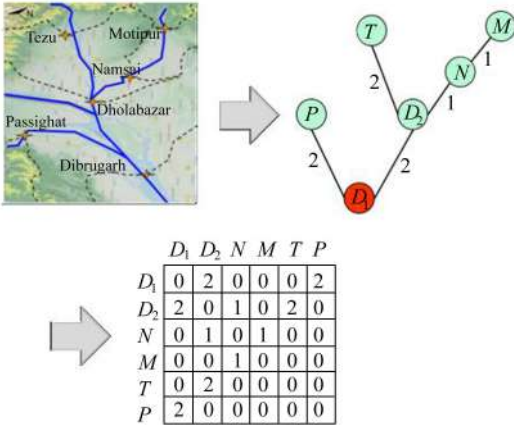 N
Tezu
Motipur
Namsai
Dholabazar
Passighat
Dibrugarh
T
M
N
P
D2
D1
2
1
1
2
2
D1 D2 N M T P
D1 0 2 0 0 0 2
D2 2 0 1 0 2 0
N 0 1 0 1 0 0
M 0 0 1 0 0 0
T 0 2 0 0 0 0
P 2 0 0 0 0 0